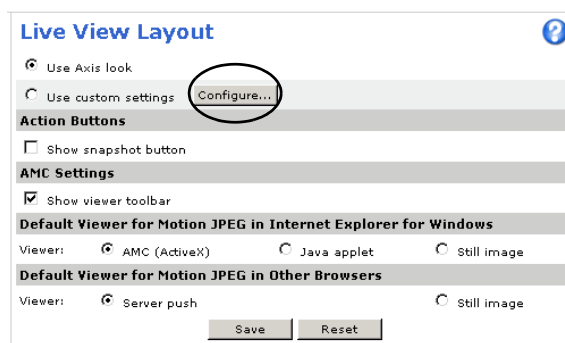 Live View Layout ?
Use Axis look
Use custom settings Configure...
Action Buttons
Show snapshot button
AMC Settings
Show viewer toolbar
Default Viewer for Motion JPEG in Internet Explorer for Windows
Viewer: AMC (ActiveX) Java applet Still image
Default Viewer for Motion JPEG in Other Browsers
Viewer: Server push Still image
Save Reset